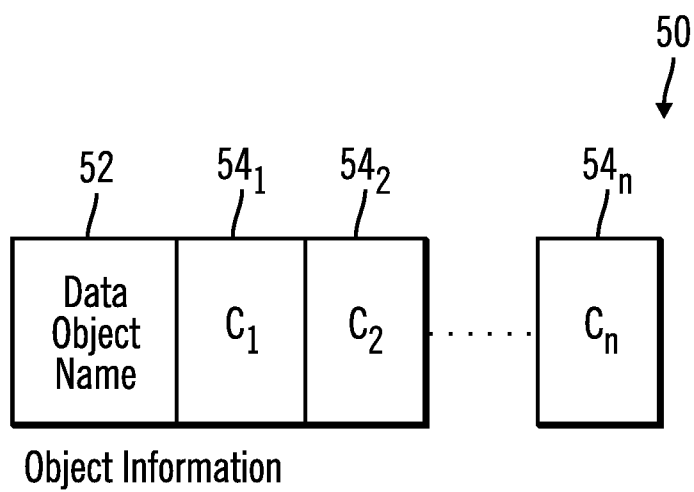 50
52 54₁ 54₂ 54ₙ
Data
Object
Name
C₁ C₂ . . . . . . Cₙ
Object Information